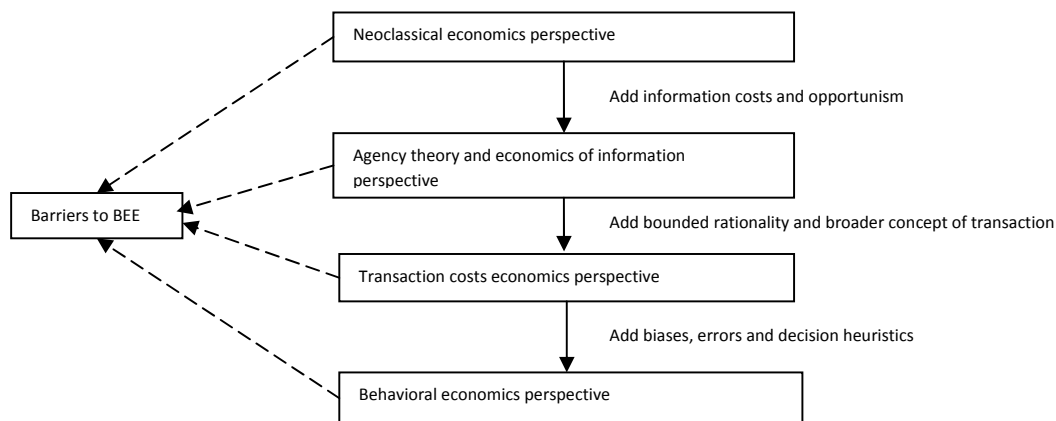 Neoclassical economics perspective
Add information costs and opportunism
Agency theory and economics of information
perspective
Barriers to BEE
Add bounded rationality and broader concept of transaction
Transaction costs economics perspective
Add biases, errors and decision heuristics
Behavioral economics perspective